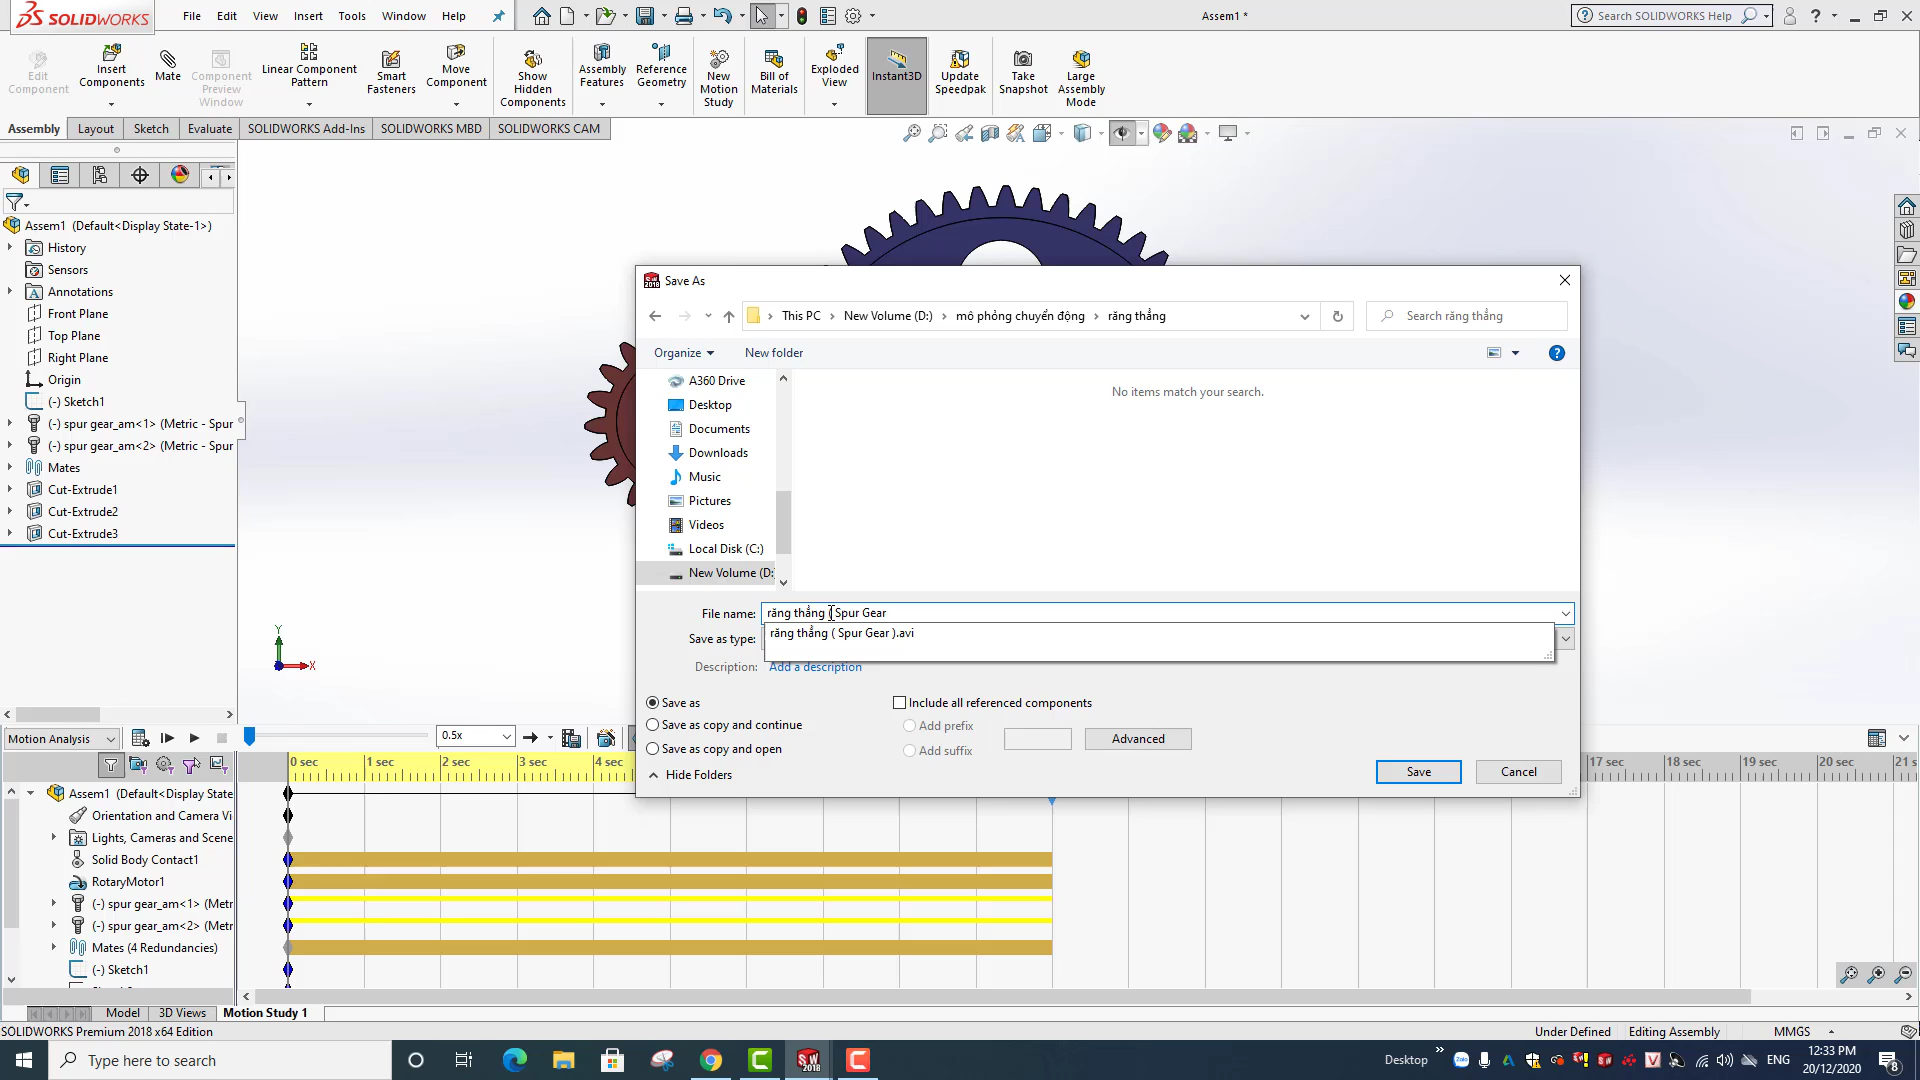 SOLIDWORKS
File Edit View Insert Tools Window Help
Assem1 *
Search SOLIDWORKS Help
Edit Component
Insert Components
Mate
Component Preview Window
Linear Component Pattern
Smart Fasteners
Move Component
Show Hidden Components
Assembly Features
Reference Geometry
New Motion Study
Bill of Materials
Exploded View
Instant3D
Update Speedpak
Take Snapshot
Large Assembly Mode
Assembly Layout Sketch Evaluate SOLIDWORKS Add-Ins SOLIDWORKS MBD SOLIDWORKS CAM
Assem1 (Default<Display State-1>)
History
Sensors
Annotations
Front Plane
Top Plane
Right Plane
Origin
(-) Sketch1
(-) spur gear_am<1> (Metric - Spur
(-) spur gear_am<2> (Metric - Spur
Mates
Cut-Extrude1
Cut-Extrude2
Cut-Extrude3
Y
X
Save As
This PC > New Volume (D:) > mô phỏng chuyển động > răng thẳng
Search răng thẳng
Organize
New folder
A360 Drive
Desktop
Documents
Downloads
Music
Pictures
Videos
Local Disk (C:)
New Volume (D:
No items match your search.
File name: răng thẳng ( Spur Gear
răng thẳng ( Spur Gear ).avi
Save as type:
Description: Add a description
Save as
Save as copy and continue
Save as copy and open
Include all referenced components
Add prefix
Add suffix
Advanced
Hide Folders
Save
Cancel
Motion Analysis
0.5x
0 sec 1 sec 2 sec 3 sec 4 sec 17 sec 18 sec 19 sec 20 sec 21 s
Assem1 (Default<Display State
Orientation and Camera Vi
Lights, Cameras and Scene
Solid Body Contact1
RotaryMotor1
(-) spur gear_am<1> (Metr
(-) spur gear_am<2> (Metr
Mates (4 Redundancies)
(-) Sketch1
Model 3D Views Motion Study 1
SOLIDWORKS Premium 2018 x64 Edition
Under Defined Editing Assembly MMGS
Type here to search
Desktop
ENG
12:33 PM
20/12/2020
8